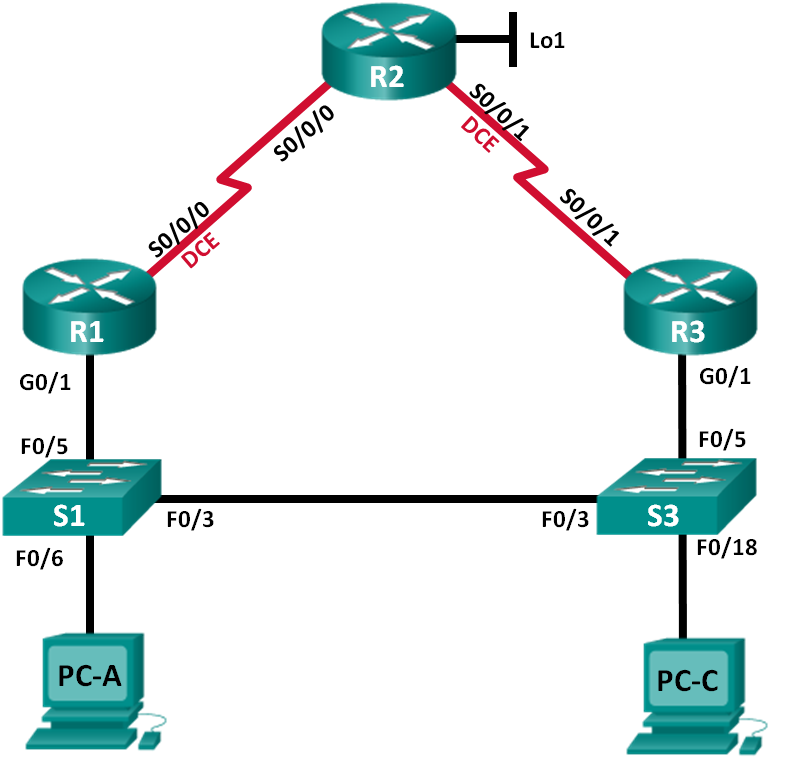 R2
Lo1
S0/0/0
S0/0/1
DCE
S0/0/0
DCE
S0/0/1
R1
R3
G0/1
G0/1
F0/5
F0/5
S1
F0/3
F0/3
S3
F0/6
F0/18
PC-A
PC-C